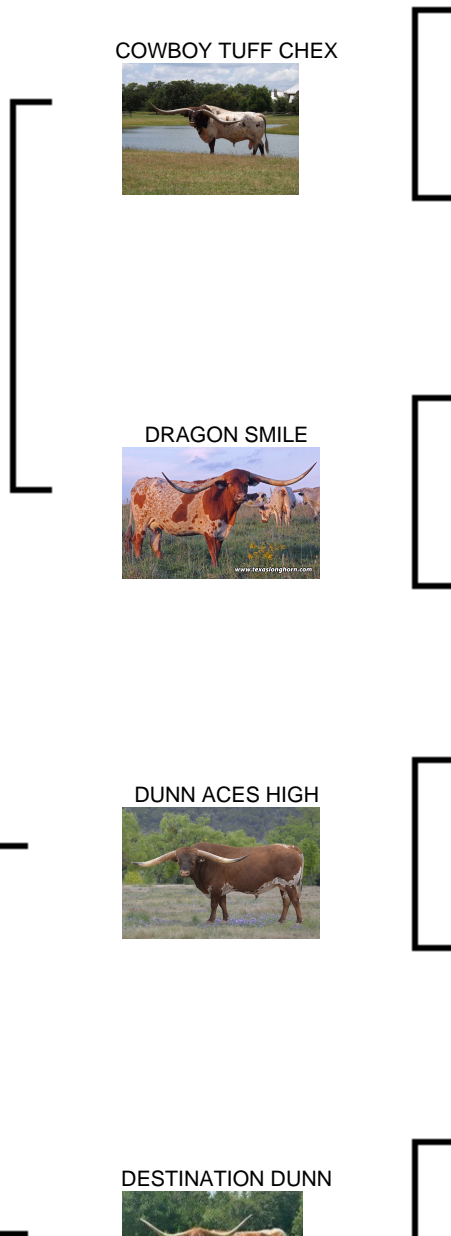 COWBOY TUFF CHEX
DRAGON SMILE
www.texaslonghorn.com
DUNN ACES HIGH
DESTINATION DUNN